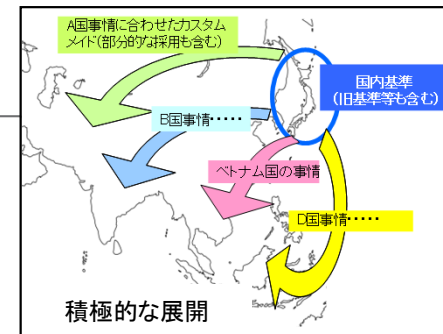 A国事情に合わせたカスタム
メイド(部分的な採用も含む)
国内基準
(旧基準等も含む)
B国事情・・・・・
ベトナム国の事情
D国事情・・・・・
積極的な展開